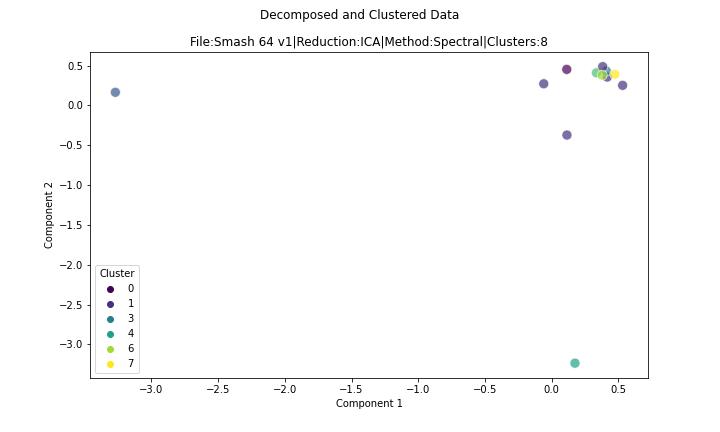 Decomposed and Clustered Data
File:Smash 64 v1|Reduction:ICA|Method:Spectral|Clusters:8
0.5
0.0
−0.5
−1.0
−1.5
−2.0
−2.5
−3.0
Component 2
Cluster
0
1
3
4
6
7
−3.0 −2.5 −2.0 −1.5 −1.0 −0.5 0.0 0.5
Component 1